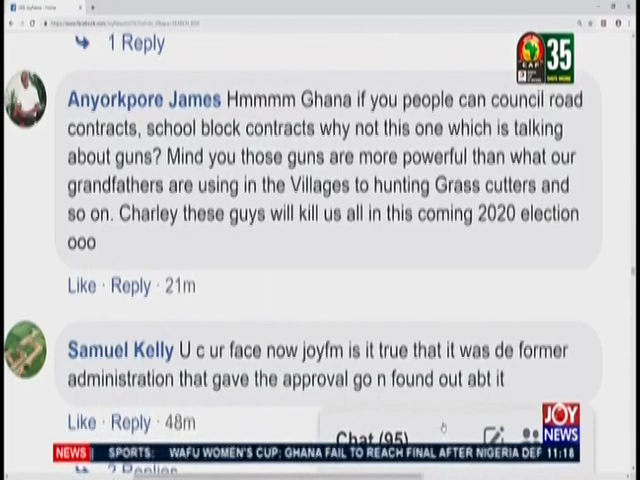 1 Reply
35
Anyorkpore James Hmmmm Ghana if you people can council road
contracts, school block contracts why not this one which is talking
about guns? Mind you those guns are more powerful than what our
grandfathers are using in the Villages to hunting Grass cutters and
so on. Charley these guys will kill us all in this coming 2020 election
ooo
Like · Reply · 21m
Samuel Kelly U c ur face now joyfm is it true that it was de former
administration that gave the approval go n found out abt it
Like · Reply · 48m
Chat (95)
JOY
NEWS
NEWS SPORTS: WAFU WOMEN'S CUP: GHANA FAIL TO REACH FINAL AFTER NIGERIA DEF 11:18
2 Replies